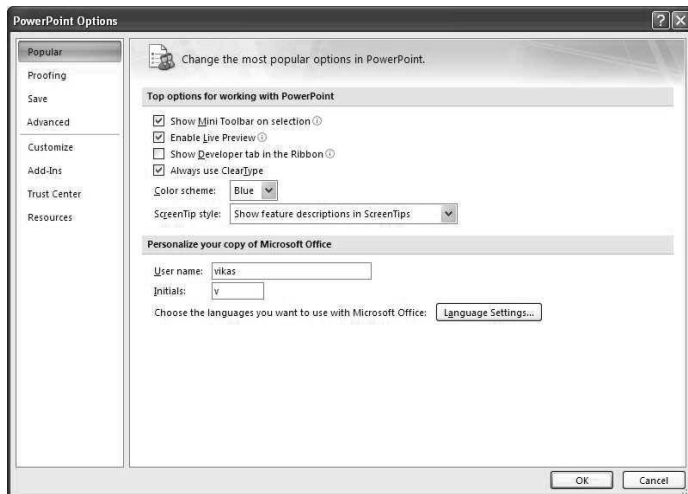 PowerPoint Options
Popular
Proofing
Save
Advanced
Customize
Add-Ins
Trust Center
Resources
Change the most popular options in PowerPoint.
Top options for working with PowerPoint
Show Mini Toolbar on selection
Enable Live Preview
Show Developer tab in the Ribbon
Always use ClearType
Color scheme: Blue
ScreenTip style: Show feature descriptions in ScreenTips
Personalize your copy of Microsoft Office
User name: vikas
Initials: v
Choose the languages you want to use with Microsoft Office: Language Settings...
OK Cancel